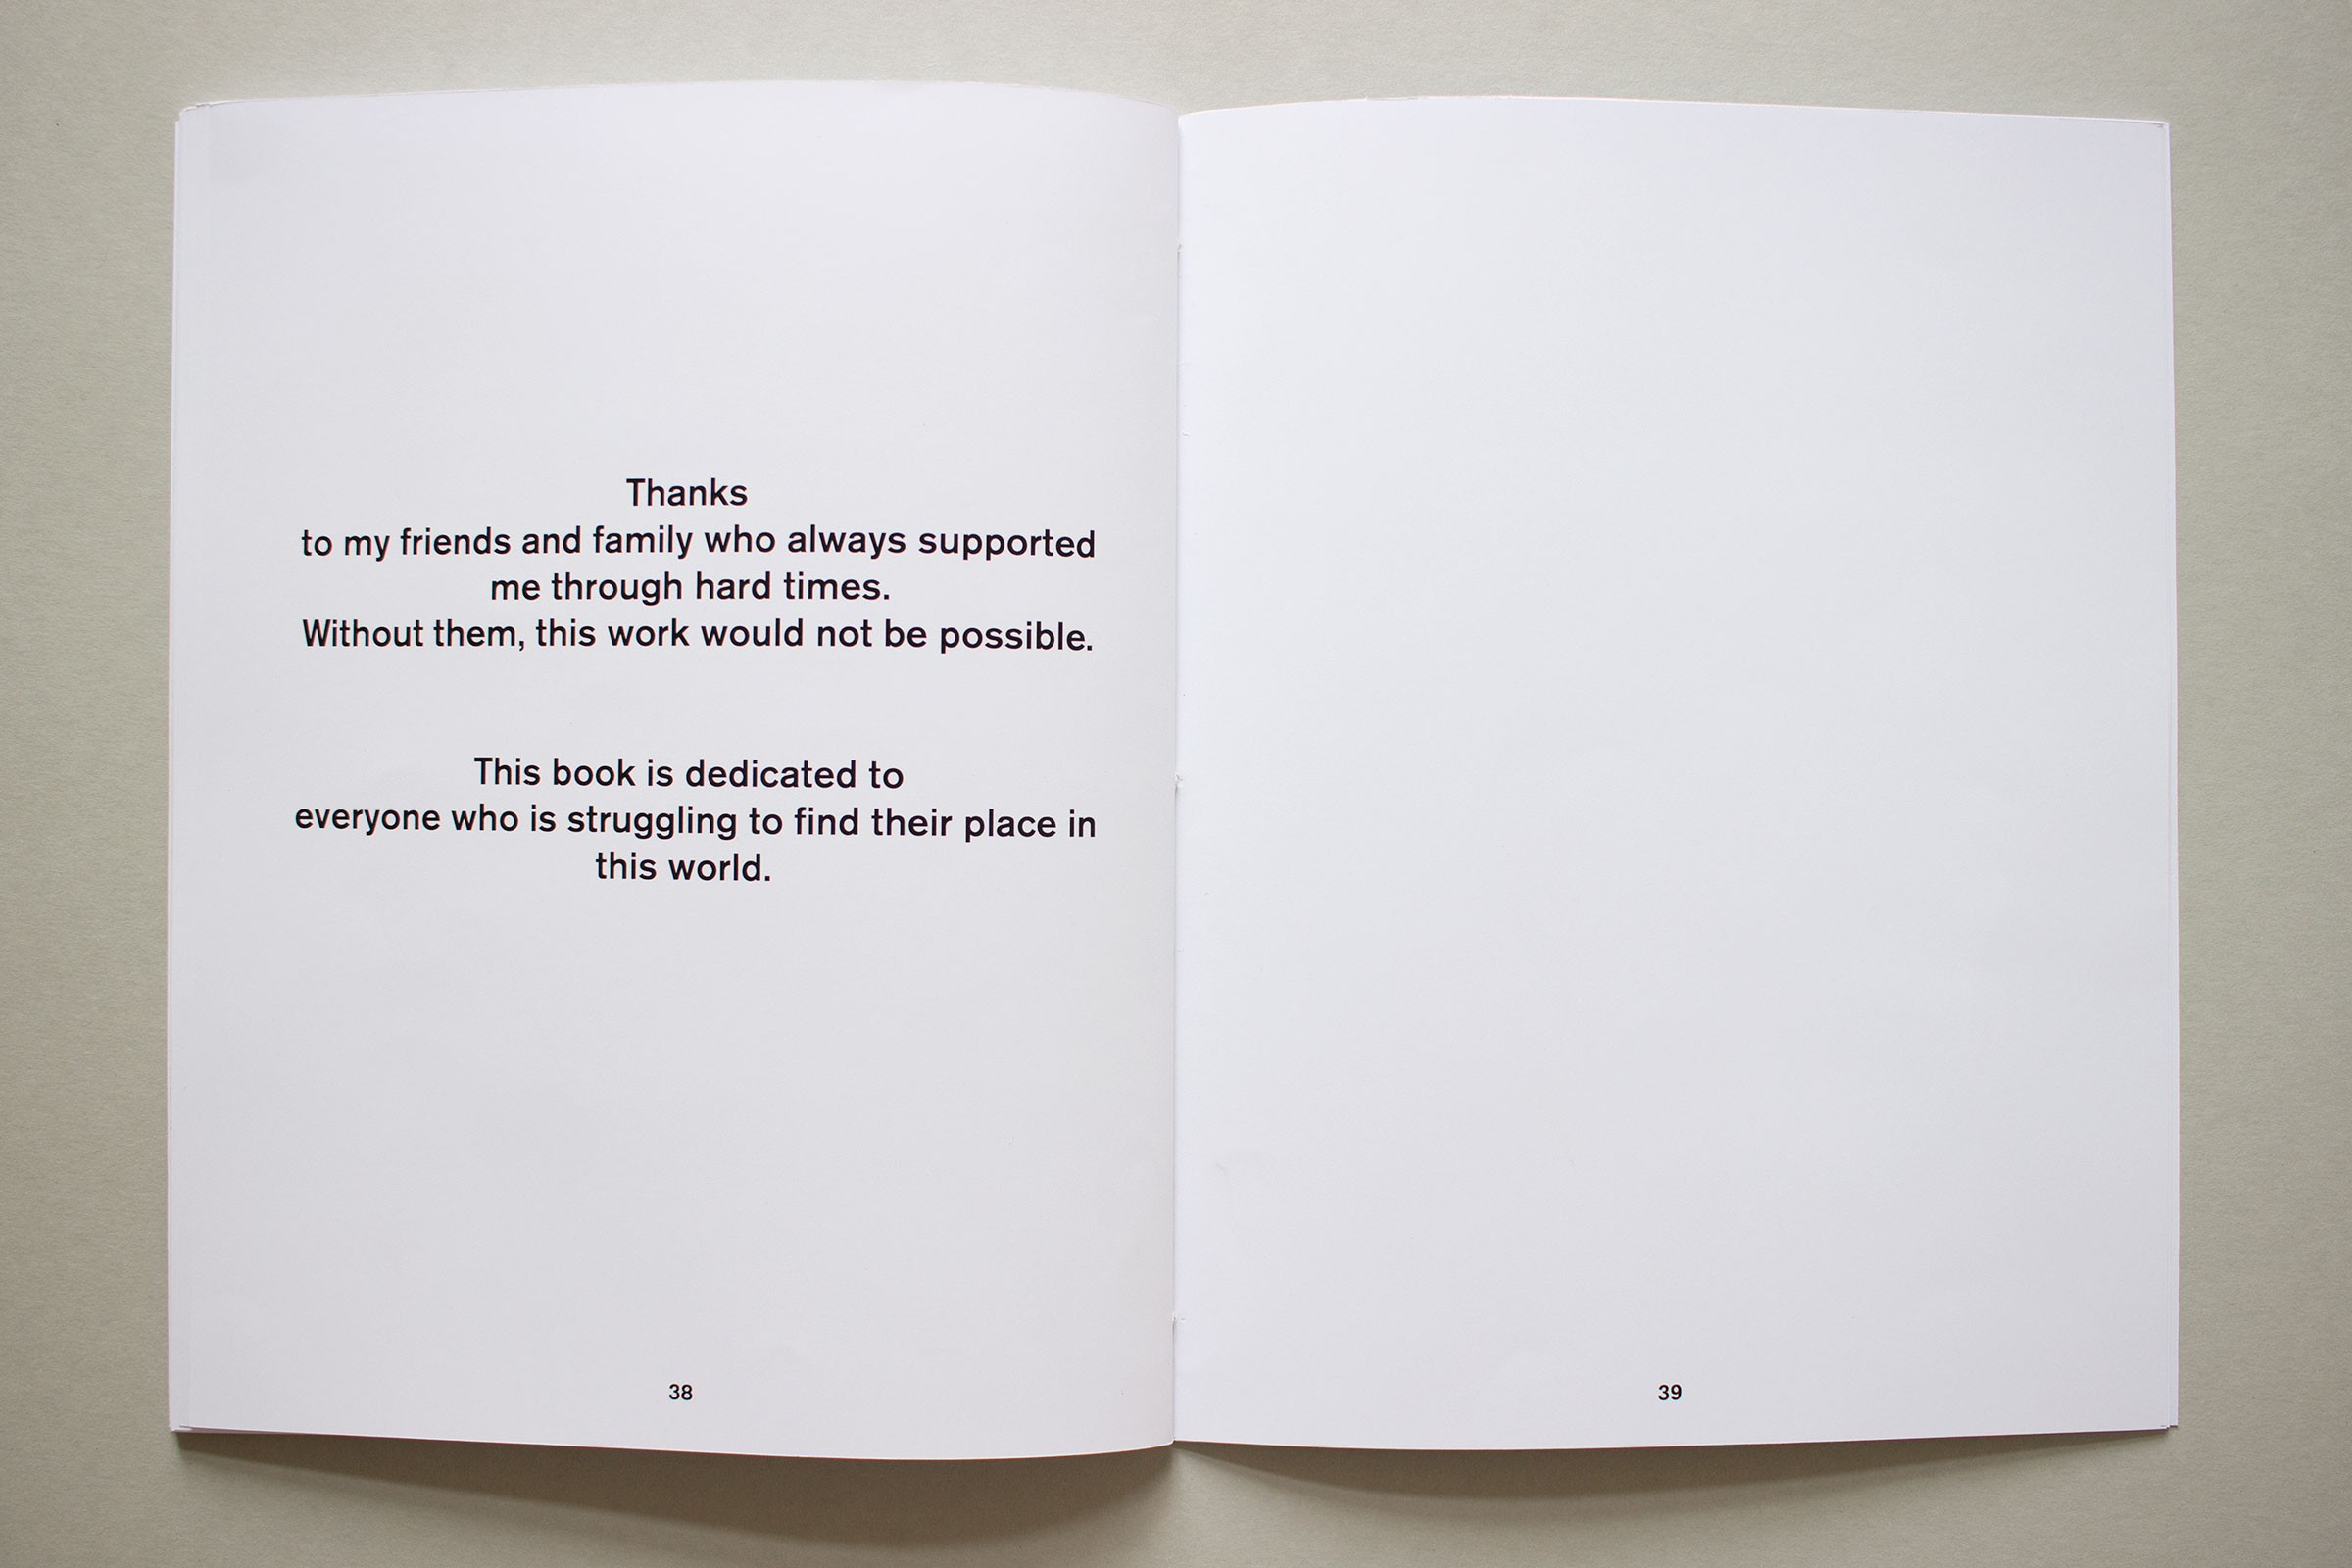 Thanks
to my friends and family who always supported
me through hard times.
Without them, this work would not be possible.
This book is dedicated to
everyone who is struggling to find their place in
this world.
38
39